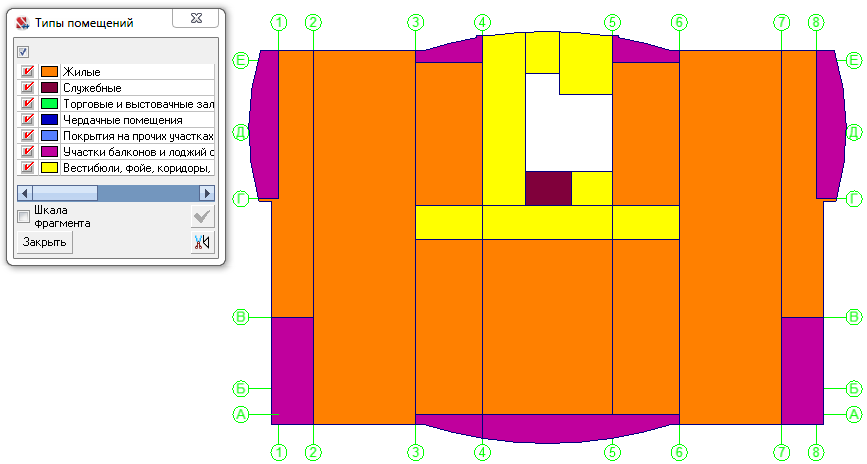 Типы помещений
Жилые
Служебные
Торговые и выстовачные зал
Чердачные помещения
Покрытия на прочих участках
Участки балконов и лоджий с
Вестибюли, фойе, коридоры,
Шкала
фрагмента
Закрыть
1 2 3 4 5 6 7 8
Е Е
Д Д
Г Г
В В
Б Б
А А
1 2 3 4 5 6 7 8